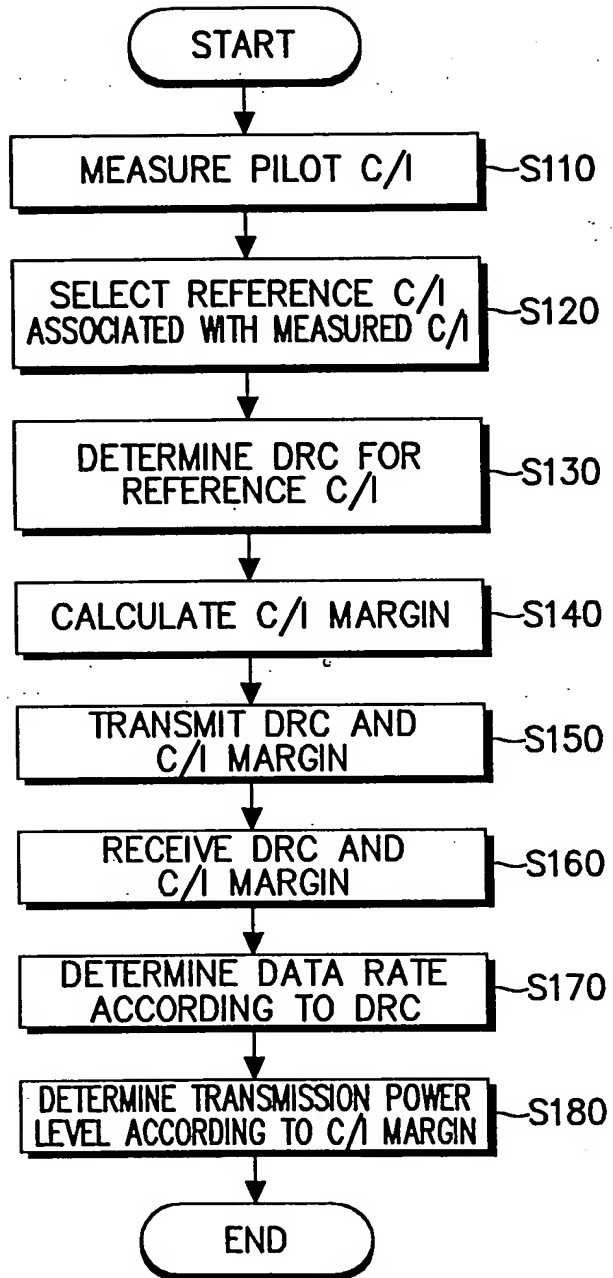 START
MEASURE PILOT C/I
S110
SELECT REFERENCE C/I
ASSOCIATED WITH MEASURED C/I
S120
DETERMINE DRC FOR
REFERENCE C/I
S130
CALCULATE C/I MARGIN
S140
TRANSMIT DRC AND
C/I MARGIN
S150
RECEIVE DRC AND
C/I MARGIN
S160
DETERMINE DATA RATE
ACCORDING TO DRC
S170
DETERMINE TRANSMISSION POWER
LEVEL ACCORDING TO C/I MARGIN
S180
END